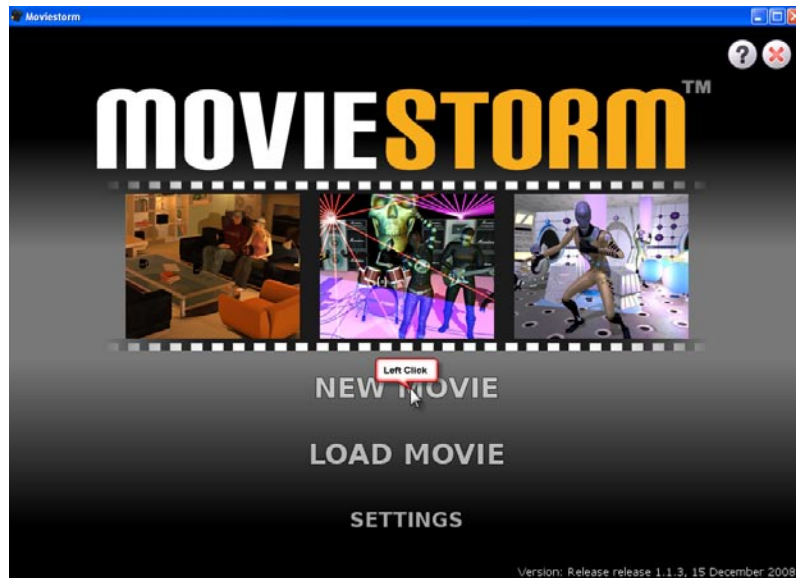 Moviestorm
?
MOVIESTORM™
Left Click
NEW MOVIE
LOAD MOVIE
SETTINGS
Version: Release release 1.1.3, 15 December 2008